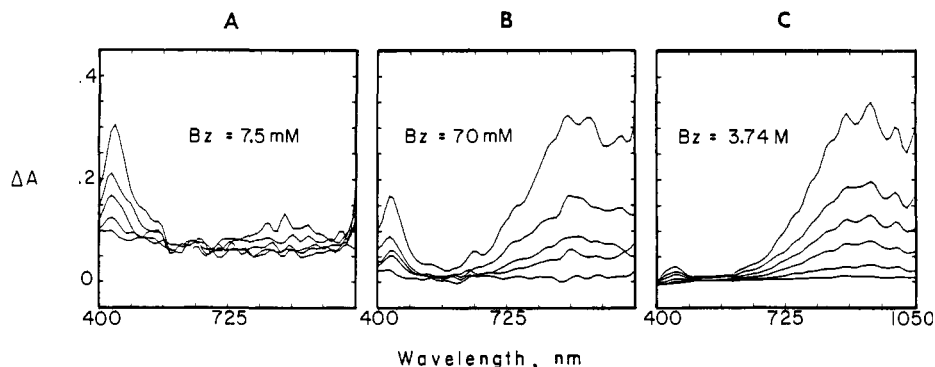 A B C
.4
.2
0
ΔA
Bz = 7.5 mM
Bz = 70 mM
Bz = 3.74 M
400 725 400 725 400 725 1050
Wavelength, nm